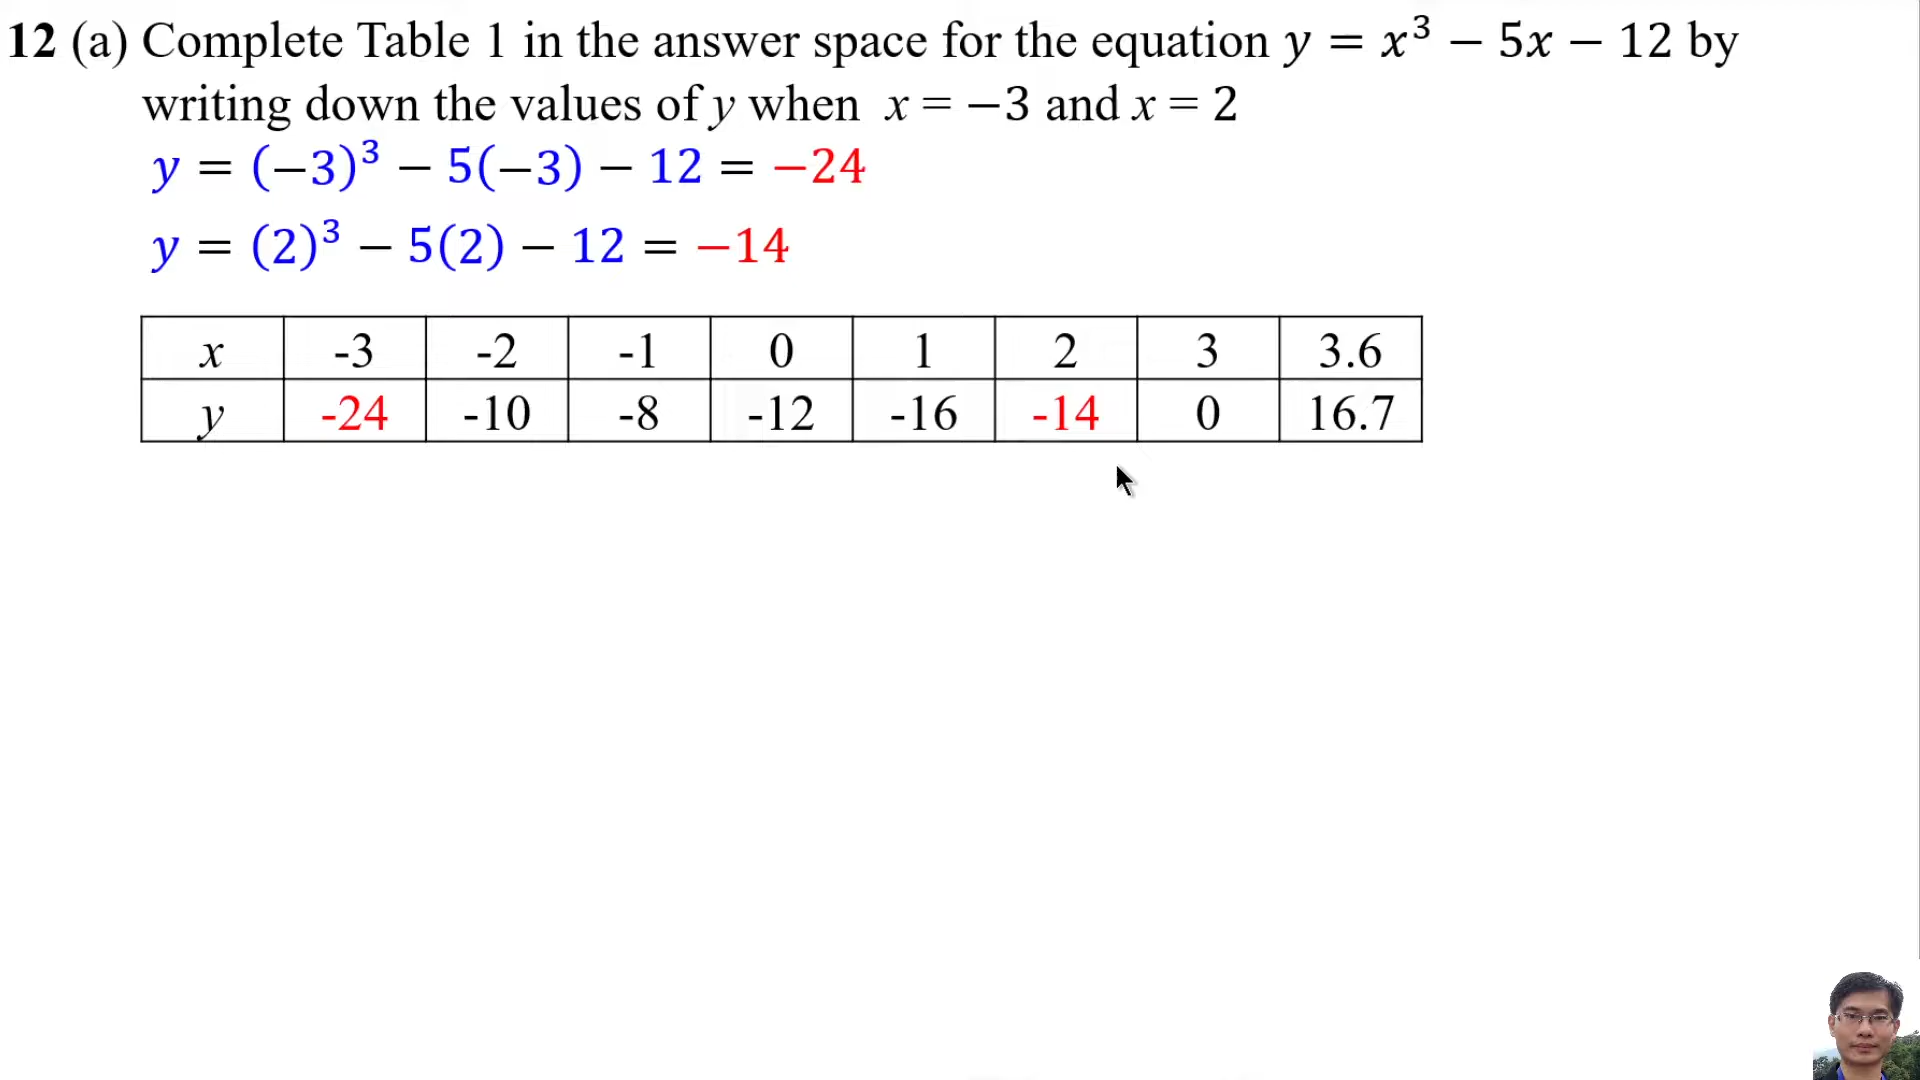 12 (a) Complete Table 1 in the answer space for the equation y = x³ − 5x − 12 by
writing down the values of y when x = −3 and x = 2
y = (−3)³ − 5(−3) − 12 = −24
y = (2)³ − 5(2) − 12 = −14
x -3 -2 -1 0 1 2 3 3.6
y -24 -10 -8 -12 -16 -14 0 16.7